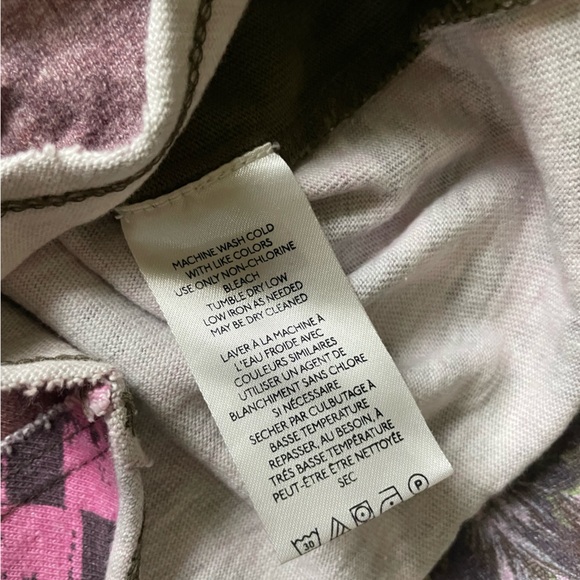 MACHINE WASH COLD
WITH LIKE COLORS
USE ONLY NON-CHLORINE
BLEACH
TUMBLE DRY LOW
LOW IRON AS NEEDED
MAY BE DRY CLEANED
LAVER À LA MACHINE À
L'EAU FROIDE AVEC
COULEURS SIMILAIRES
UTILISER UN AGENT DE
BLANCHIMENT SANS CHLORE
SI NÉCESSAIRE
SECHER PAR CULBUTAGE À
BASSE TEMPERATURE
REPASSER, AU BESOIN, À
TRÉS BASSE TEMPÉRATURE
PEUT-ÊTRE ÊTRE NETTOYÉE
SEC
30 P